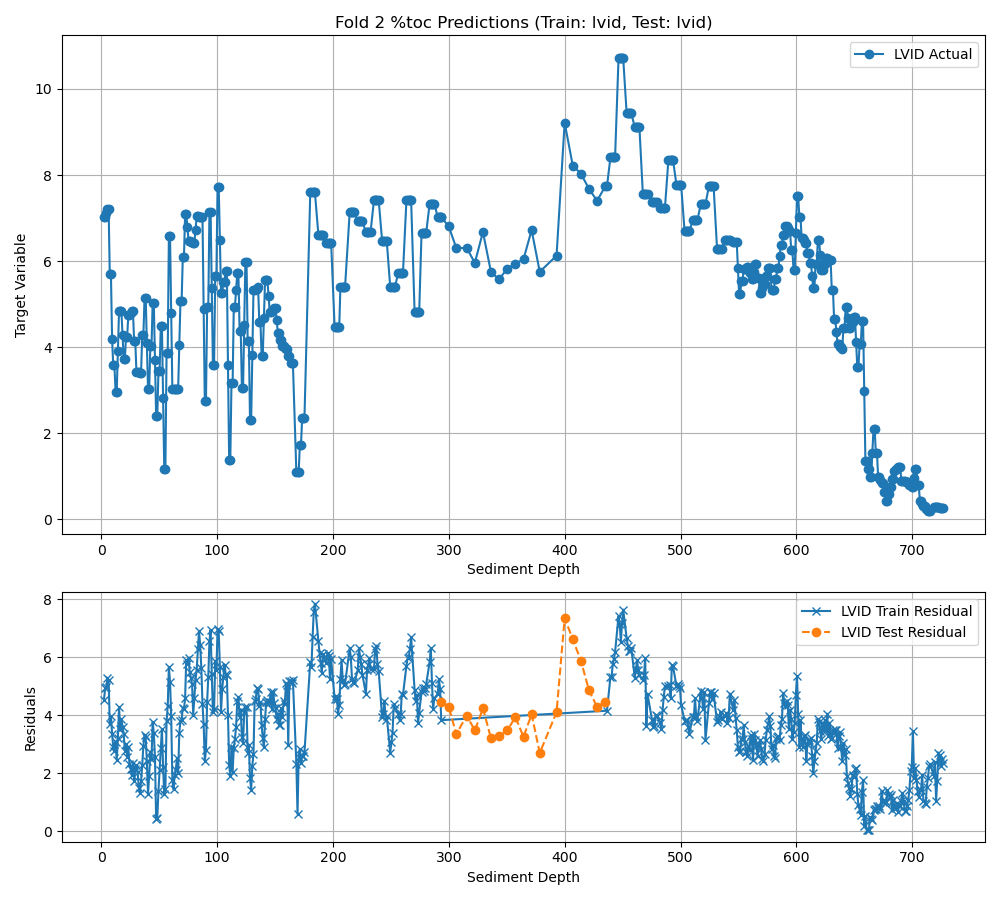 Fold 2 %toc Predictions (Train: lvid, Test: lvid)
LVID Actual
Target Variable
10
8
6
4
2
0
0 100 200 300 400 500 600 700
Sediment Depth
LVID Train Residual
LVID Test Residual
Residuals
8
6
4
2
0
0 100 200 300 400 500 600 700
Sediment Depth